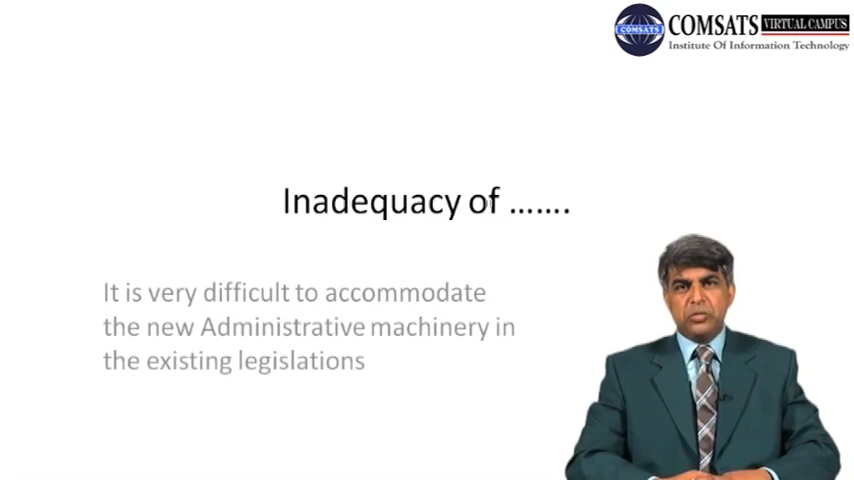 COMSATS
COMSATS VIRTUAL CAMPUS
Institute Of Information Technology
Inadequacy of .......
It is very difficult to accommodate
the new Administrative machinery in
the existing legislations